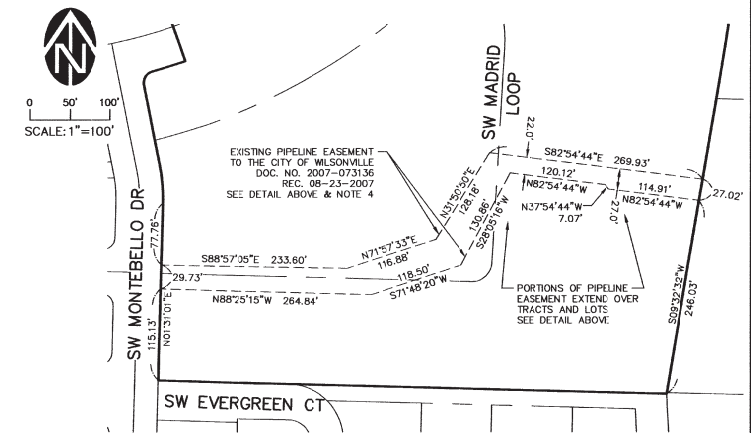 N
0 50' 100'
SCALE: 1"=100'
EXISTING PIPELINE EASEMENT
TO THE CITY OF WILSONVILLE
DOC. NO. 2007-073136
REC. 08-23-2007
SEE DETAIL ABOVE & NOTE 4
SW MADRID
LOOP
22.0'
S82°54'44"E 269.93'
120.12'
N82°54'44"W
114.91'
N82°54'44"W
27.02'
N37°54'44"W
7.07'
27.0'
N31°50'50"E
128.18'
130.86'
S28°05'16"W
N71°57'33"E
116.88'
118.50'
S71°48'20"W
S88°57'05"E 233.60'
29.73'
N88°25'15"W 264.84'
77.76'
N01°31'01"E
115.13'
SW MONTEBELLO DR
PORTIONS OF PIPELINE
EASEMENT EXTEND OVER
TRACTS AND LOTS
SEE DETAIL ABOVE
S09°32'35"W
246.03'
SW EVERGREEN CT